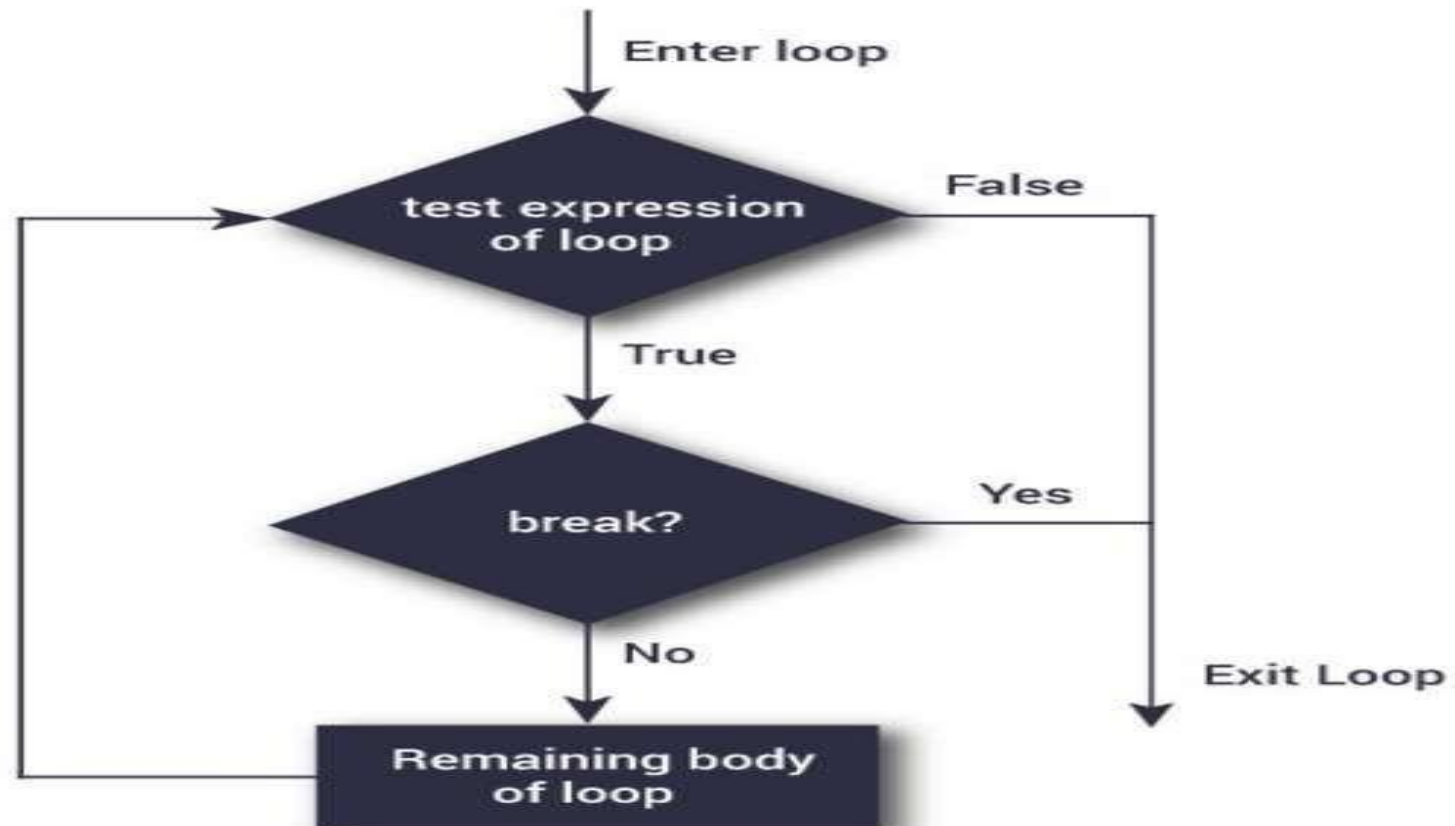 Enter loop
test expression
of loop
False
True
break?
Yes
No
Exit Loop
Remaining body
of loop